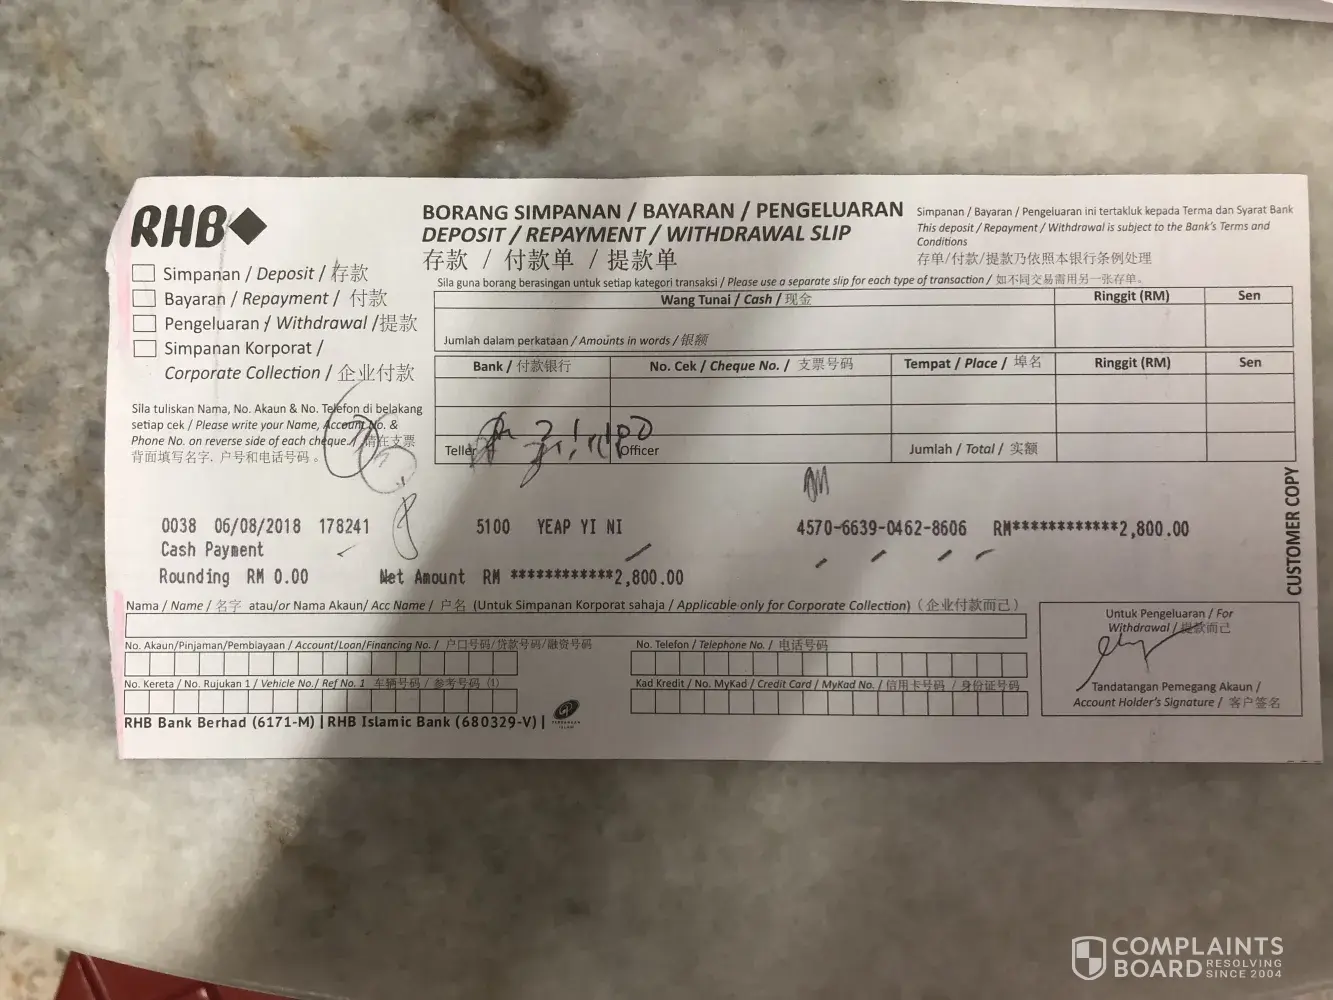 RHB
Simpanan / Deposit / 存款
Bayaran / Repayment / 付款
Pengeluaran / Withdrawal /提款
Simpanan Korporat /
Corporate Collection / 企业付款
Sila tuliskan Nama, No. Akaun & No. Telefon di belakang
setiap cek / Please write your Name, Account No. &
Phone No. on reverse side of each cheque. / 请在支票
背面填写名字, 户号和电话号码 。
BORANG SIMPANAN / BAYARAN / PENGELUARAN
DEPOSIT / REPAYMENT / WITHDRAWAL SLIP
存款 / 付款单 / 提款单
Simpanan / Bayaran / Pengeluaran ini tertakluk kepada Terma dan Syarat Bank
This deposit / Repayment / Withdrawal is subject to the Bank's Terms and
Conditions
存单/付款/提款乃依照本银行条例处理
Sila guna borang berasingan untuk setiap kategori transaksi / Please use a separate slip for each type of transaction / 如不同交易需用另一张存单.
Wang Tunai / Cash / 现金 Ringgit (RM) Sen
Jumlah dalam perkataan / Amounts in words / 银额
Bank / 付款银行 No. Cek / Cheque No. / 支票号码 Tempat / Place / 埠名 Ringgit (RM) Sen
Teller Officer Jumlah / Total / 实额
0038 06/08/2018 178241 5100 YEAP YI NI 4570-6639-0462-8606 RM************2,800.00
Cash Payment
Rounding RM 0.00 Net Amount RM ************2,800.00
CUSTOMER COPY
Nama / Name / 名字 atau/or Nama Akaun/ Acc Name / 户名 (Untuk Simpanan Korporat sahaja / Applicable only for Corporate Collection) (企业付款而已)
No. Akaun/Pinjaman/Pembiayaan / Account/Loan/Financing No. / 户口号码/贷款号码/融资号码
No. Telefon / Telephone No. / 电话号码
No. Kereta / No. Rujukan 1 / Vehicle No./ Ref No. 1 车辆号码 / 参考号码 (1)
Kad Kredit / No. MyKad / Credit Card / MyKad No. / 信用卡号码 / 身份证号码
RHB Bank Berhad (6171-M) | RHB Islamic Bank (680329-V) |
Untuk Pengeluaran / For
Withdrawal / 提款而己
Tandatangan Pemegang Akaun /
Account Holder's Signature / 客户签名
COMPLAINTS
BOARD RESOLVING
SINCE 2004